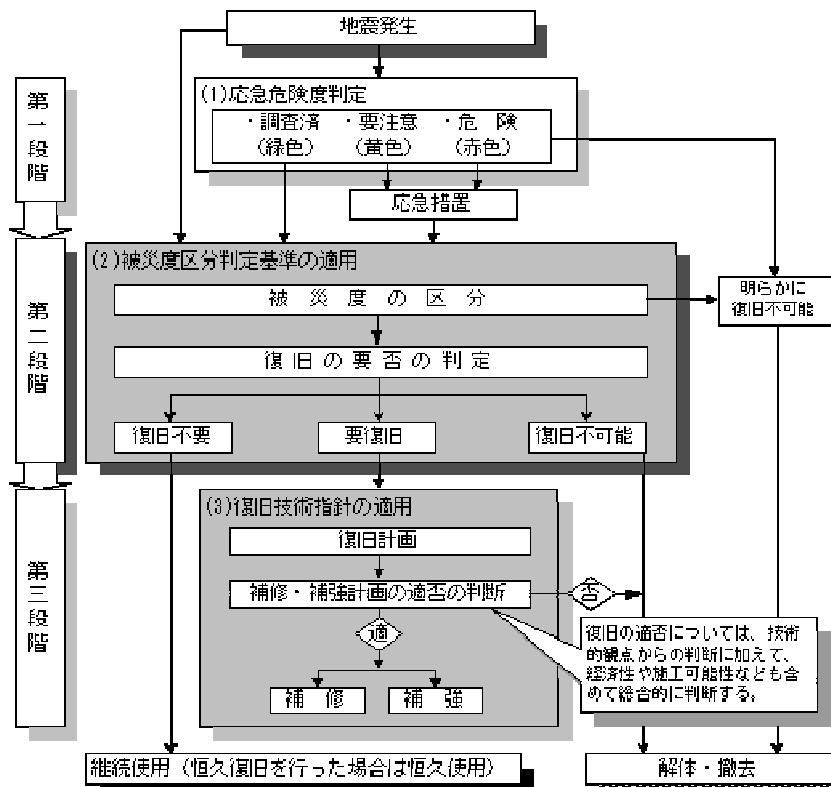 地震発生
第一段階
(1)応急危険度判定
・調査済 ・要注意 ・危 険
(緑色) (黄色) (赤色)
応急措置
第二段階
(2)被災度区分判定基準の適用
被 災 度 の 区 分
明らかに
復旧不可能
復 旧 の 要 否 の 判 定
復旧不要
要復旧
復旧不可能
第三段階
(3)復旧技術指針の適用
復旧計画
補修・補強計画の適否の判断
否
適
復旧の適否については、技術
的観点からの判断に加えて、
経済性や施工可能性なども含
めて総合的に判断する。
補 修
補 強
継続使用（恒久復旧を行った場合は恒久使用）
解体・撤去